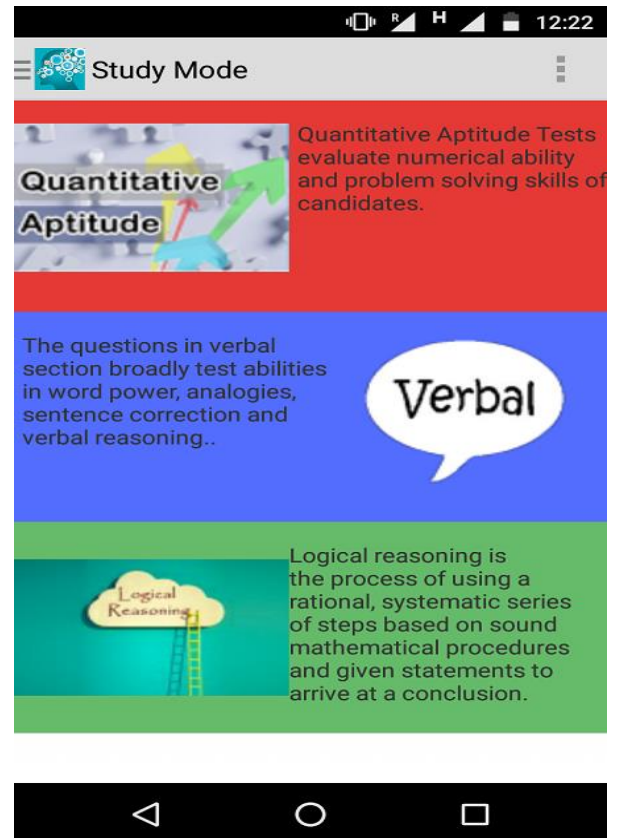 R H 12:22
Study Mode
Quantitative
Aptitude
Quantitative Aptitude Tests
evaluate numerical ability
and problem solving skills of
candidates.
The questions in verbal
section broadly test abilities
in word power, analogies,
sentence correction and
verbal reasoning..
Verbal
Logical
Reasoning
Logical reasoning is
the process of using a
rational, systematic series
of steps based on sound
mathematical procedures
and given statements to
arrive at a conclusion.